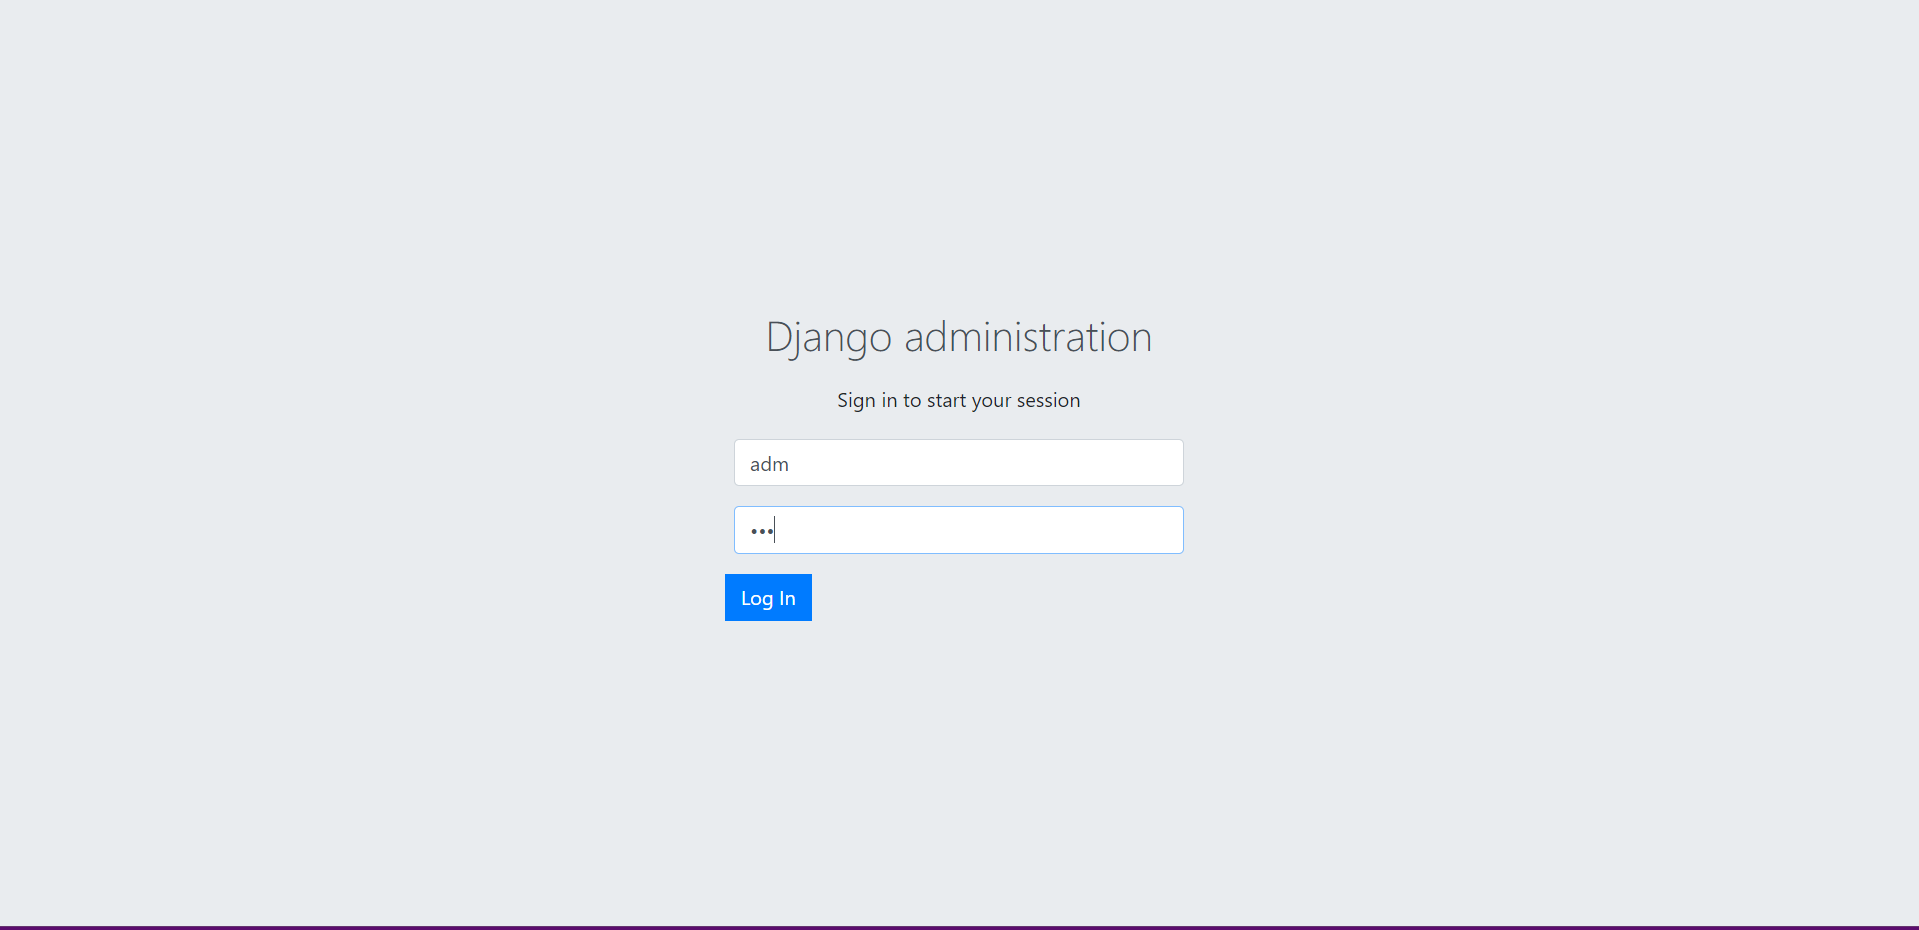 Django administration
Sign in to start your session
adm
•••
Log In